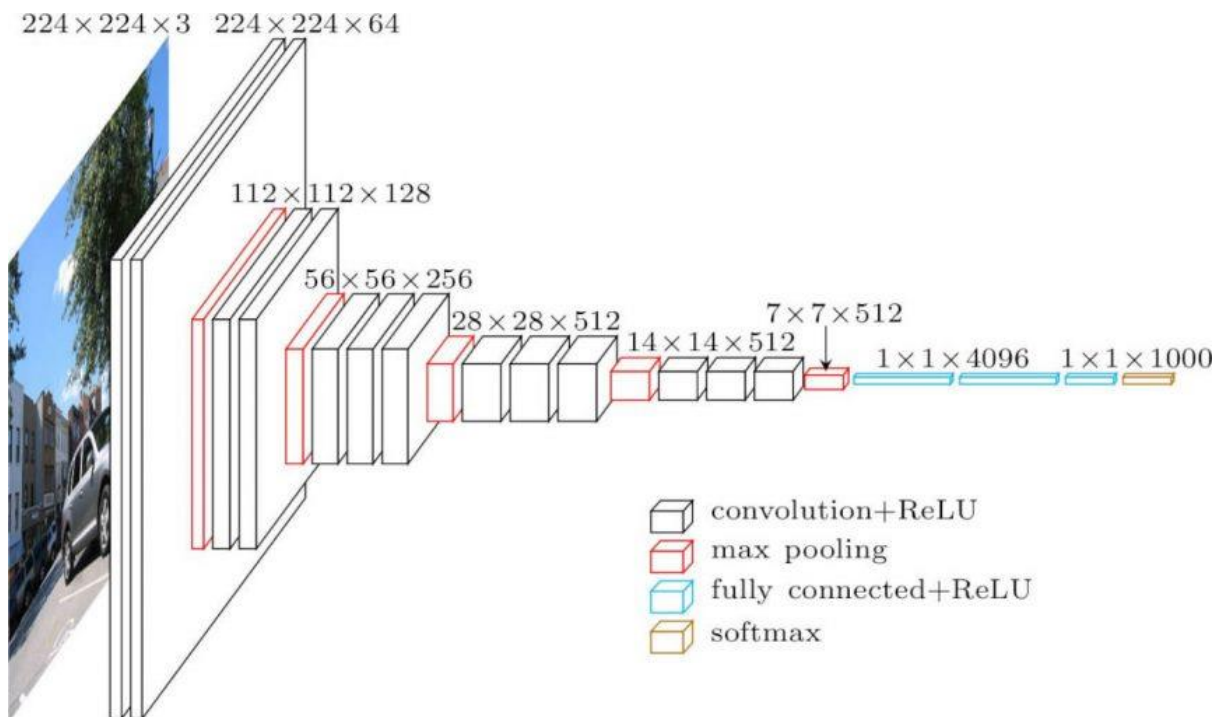 224 × 224 × 3
224 × 224 × 64
112 × 112 × 128
56 × 56 × 256
28 × 28 × 512
14 × 14 × 512
7 × 7 × 512
1 × 1 × 4096
1 × 1 × 1000
convolution+ReLU
max pooling
fully connected+ReLU
softmax